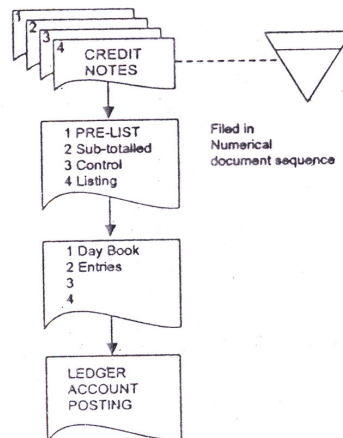 1
2
3
4
CREDIT
NOTES
1 PRE-LIST
2 Sub-totalled
3 Control
4 Listing
Filed in
Numerical
document sequence
1 Day Book
2 Entries
3
4
LEDGER
ACCOUNT
POSTING